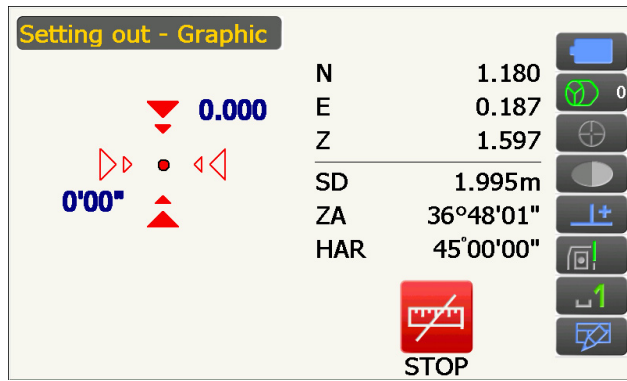 Setting out - Graphic
0.000
0'00"
N 1.180
E 0.187
Z 1.597
SD 1.995m
ZA 36°48'01"
HAR 45°00'00"
STOP
0
1